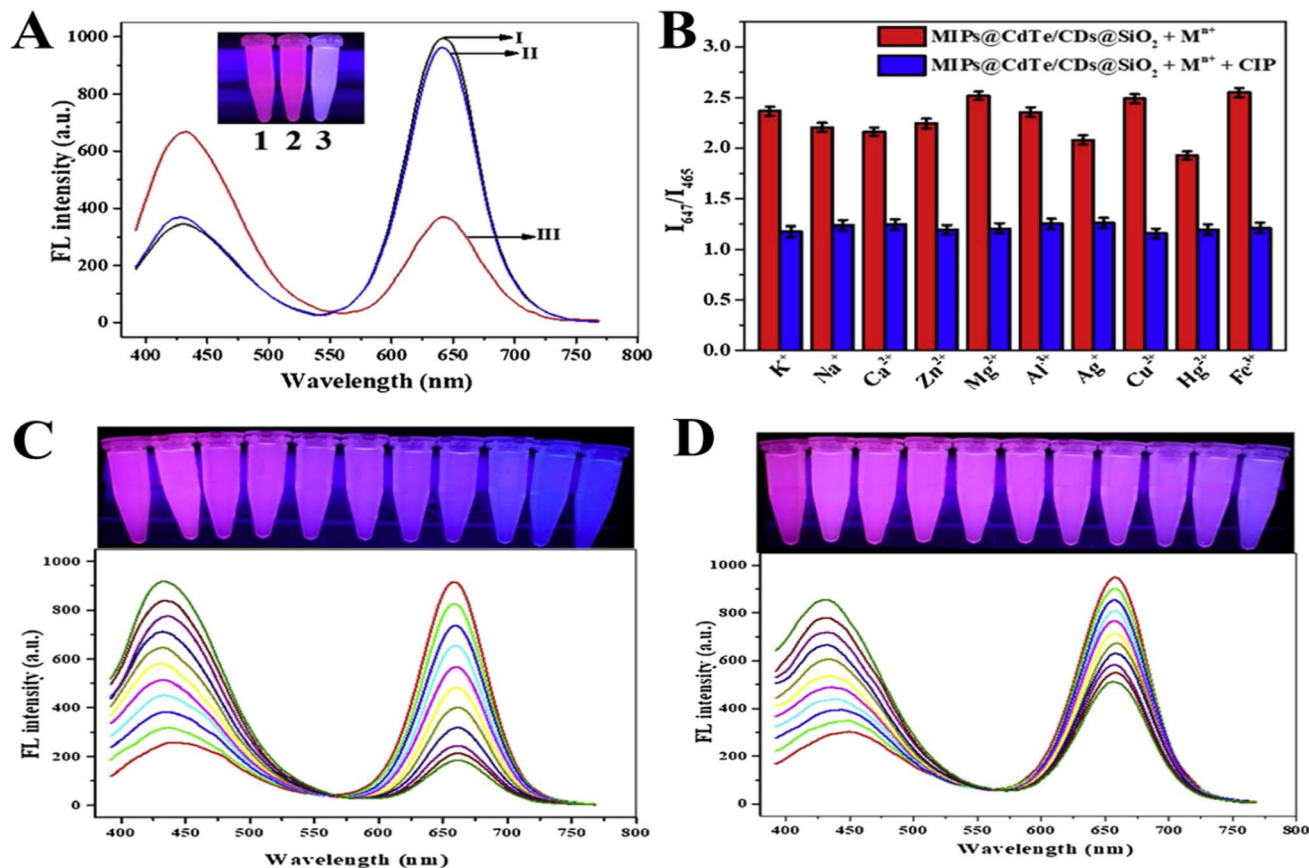 A
FL intensity (a.u.)
1000
800
600
400
200
0
I
II
III
1 2 3
400 450 500 550 600 650 700 750 800
Wavelength (nm)
B
I₆₄₇/I₄₆₅
3.0
2.5
2.0
1.5
1.0
0.5
0.0
MIPs@CdTe/CDs@SiO₂ + Mⁿ⁺
MIPs@CdTe/CDs@SiO₂ + Mⁿ⁺ + CIP
K⁺ Na⁺ Ca²⁺ Zn²⁺ Mg²⁺ Al³⁺ Ag⁺ Cu²⁺ Hg²⁺ Fe³⁺
C
FL intensity (a.u.)
1000
800
600
400
200
0
400 450 500 550 600 650 700 750 800
Wavelength (nm)
D
FL intensity (a.u.)
1000
900
800
700
600
500
400
300
200
100
0
400 450 500 550 600 650 700 750 800
Wavelength (nm)